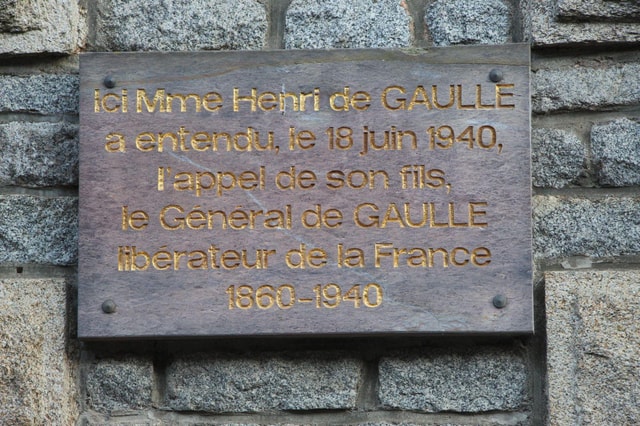 Ici Mme Henri de GAULLE
a entendu, le 18 juin 1940,
l'appel de son fils,
le Général de GAULLE
libérateur de la France
1860-1940